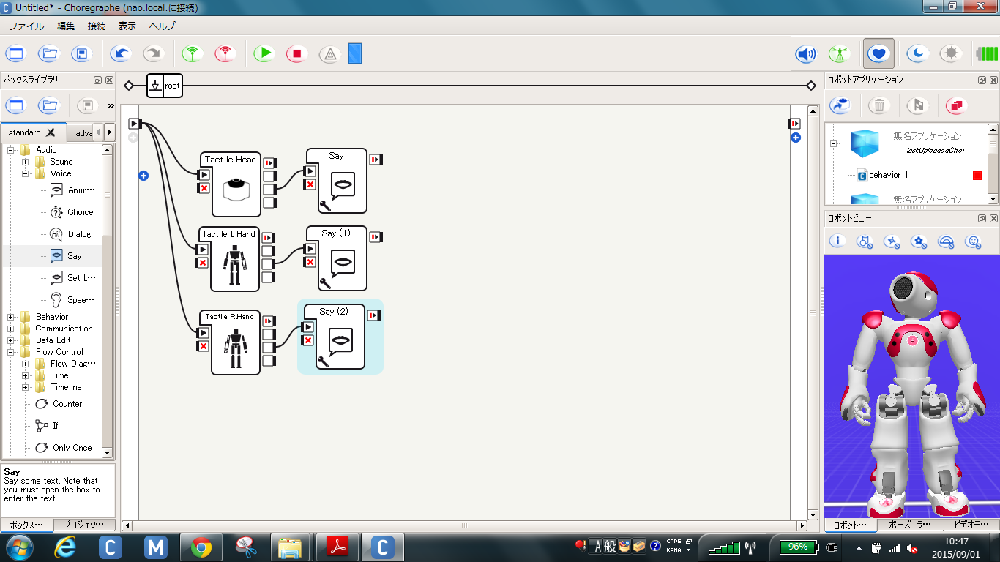 Untitled* - Choregraphe (nao.local.に接続)
ファイル 編集 接続 表示 ヘルプ
ボックスライブラリ
standard
adva
Audio
Sound
Voice
Anim…
Choice
Dialog
Say
Set L…
Spee…
Behavior
Communication
Data Edit
Flow Control
Flow Diag…
Time
Timeline
Counter
If
Only Once
Say
Say some text. Note that
you must open the box to
enter the text.
ボックス…
プロジェク…
root
Tactile Head
Say
Tactile L.Hand
Say (1)
Tactile R.Hand
Say (2)
ロボットアプリケーション
無名アプリケーション
.lastUploadedChor
behavior_1
無名アプリケーション
ロボットビュー
ロボット…
ポーズ ラ…
ビデオモ…
A 般
CAPS
KANA
96%
10:47
2015/09/01